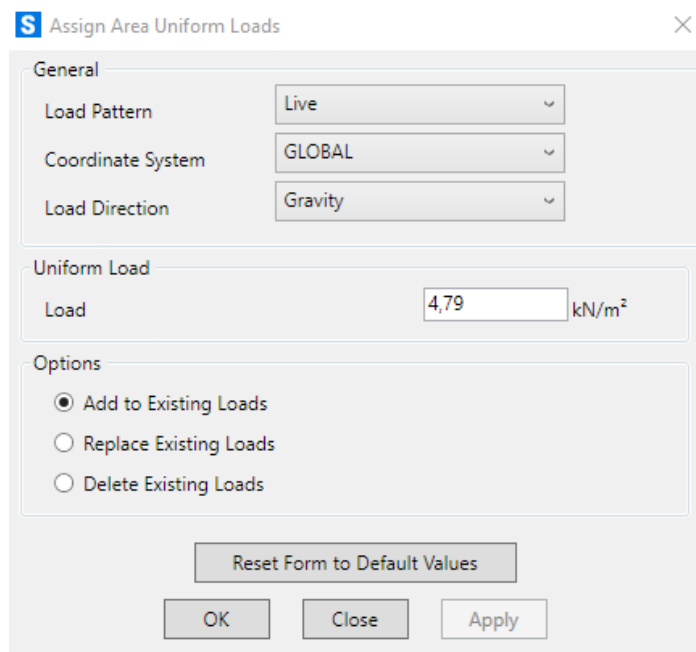 S Assign Area Uniform Loads
General
Load Pattern Live
Coordinate System GLOBAL
Load Direction Gravity
Uniform Load
Load 4,79 kN/m²
Options
Add to Existing Loads
Replace Existing Loads
Delete Existing Loads
Reset Form to Default Values
OK Close Apply